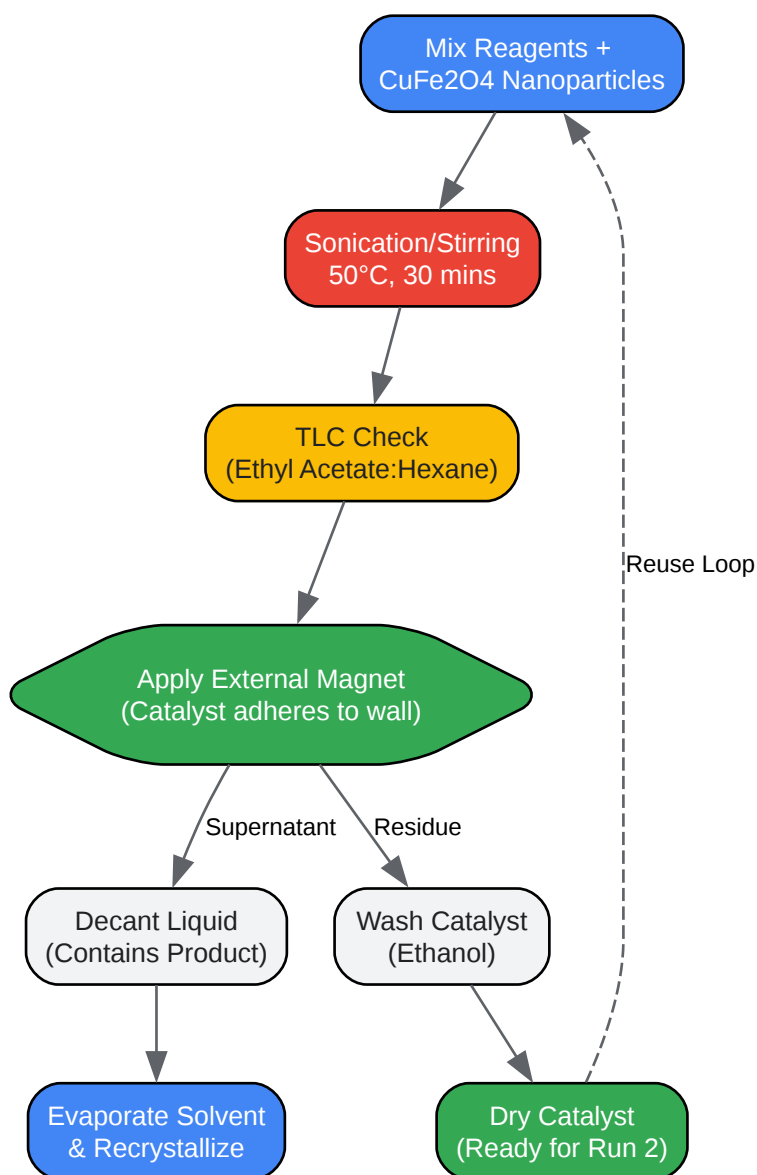 Mix Reagents +
CuFe2O4 Nanoparticles
Sonication/Stirring
50°C, 30 mins
TLC Check
(Ethyl Acetate:Hexane)
Reuse Loop
Apply External Magnet
(Catalyst adheres to wall)
Supernatant
Residue
Decant Liquid
(Contains Product)
Wash Catalyst
(Ethanol)
Evaporate Solvent
& Recrystallize
Dry Catalyst
(Ready for Run 2)